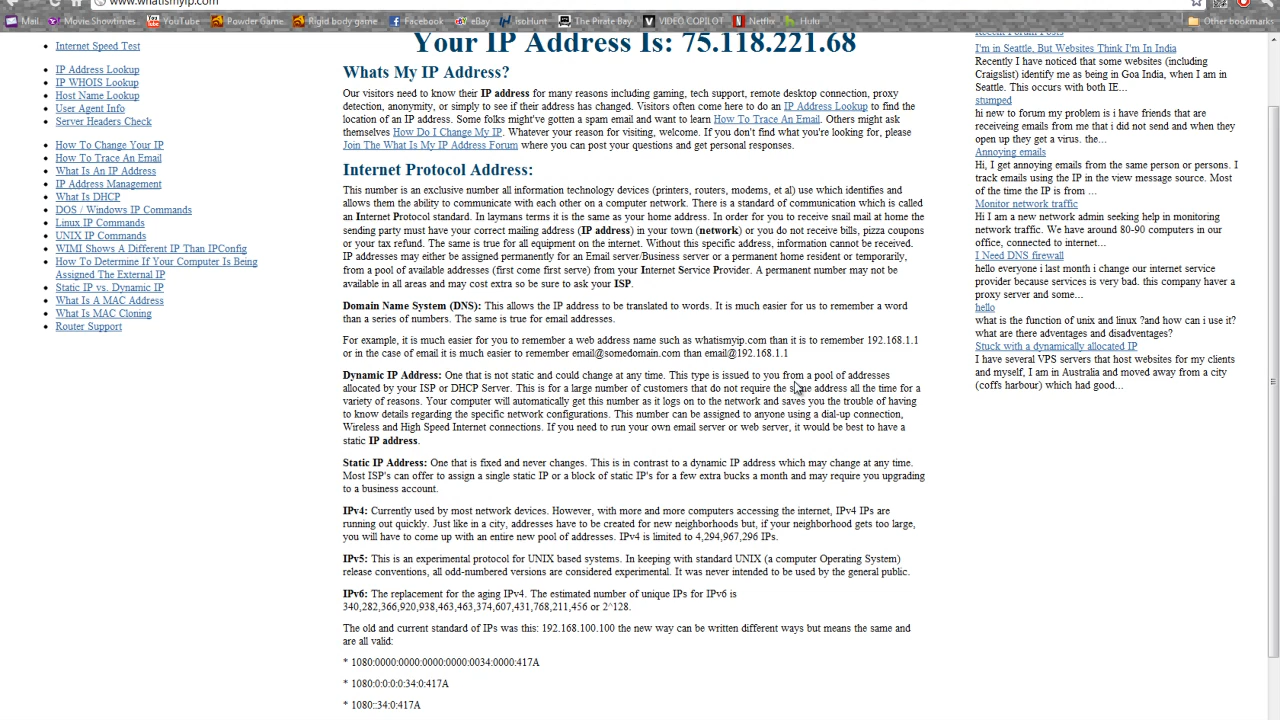 www.whatismyip.com
Mail Movie Showtimes YouTube Powder Game Rigid body game Facebook eBay isoHunt The Pirate Bay VIDEO COPILOT Netflix Hulu Other bookmarks
Internet Speed Test
IP Address Lookup
IP WHOIS Lookup
Host Name Lookup
User Agent Info
Server Headers Check
How To Change Your IP
How To Trace An Email
What Is An IP Address
IP Address Management
What Is DHCP
DOS / Windows IP Commands
Linux IP Commands
UNIX IP Commands
WIMI Shows A Different IP Than IPConfig
How To Determine If Your Computer Is Being
Assigned The External IP
Static IP vs. Dynamic IP
What Is A MAC Address
What Is MAC Cloning
Router Support
Your IP Address Is: 75.118.221.68
Whats My IP Address?
Our visitors need to know their IP address for many reasons including gaming, tech support, remote desktop connection, proxy
detection, anonymity, or simply to see if their address has changed. Visitors often come here to do an IP Address Lookup to find the
location of an IP address. Some folks might've gotten a spam email and want to learn How To Trace An Email. Others might ask
themselves How Do I Change My IP. Whatever your reason for visiting, welcome. If you don't find what you're looking for, please
Join The What Is My IP Address Forum where you can post your questions and get personal responses.
Internet Protocol Address:
This number is an exclusive number all information technology devices (printers, routers, modems, et al) use which identifies and
allows them the ability to communicate with each other on a computer network. There is a standard of communication which is called
an Internet Protocol standard. In laymans terms it is the same as your home address. In order for you to receive snail mail at home the
sending party must have your correct mailing address (IP address) in your town (network) or you do not receive bills, pizza coupons
or your tax refund. The same is true for all equipment on the internet. Without this specific address, information cannot be received.
IP addresses may either be assigned permanently for an Email server/Business server or a permanent home resident or temporarily,
from a pool of available addresses (first come first serve) from your Internet Service Provider. A permanent number may not be
available in all areas and may cost extra so be sure to ask your ISP.
Domain Name System (DNS): This allows the IP address to be translated to words. It is much easier for us to remember a word
than a series of numbers. The same is true for email addresses.
For example, it is much easier for you to remember a web address name such as whatismyip.com than it is to remember 192.168.1.1
or in the case of email it is much easier to remember email@somedomain.com than email@192.168.1.1
Dynamic IP Address: One that is not static and could change at any time. This type is issued to you from a pool of addresses
allocated by your ISP or DHCP Server. This is for a large number of customers that do not require the same address all the time for a
variety of reasons. Your computer will automatically get this number as it logs on to the network and saves you the trouble of having
to know details regarding the specific network configurations. This number can be assigned to anyone using a dial-up connection,
Wireless and High Speed Internet connections. If you need to run your own email server or web server, it would be best to have a
static IP address.
Static IP Address: One that is fixed and never changes. This is in contrast to a dynamic IP address which may change at any time.
Most ISP's can offer to assign a single static IP or a block of static IP's for a few extra bucks a month and may require you upgrading
to a business account.
IPv4: Currently used by most network devices. However, with more and more computers accessing the internet, IPv4 IPs are
running out quickly. Just like in a city, addresses have to be created for new neighborhoods but, if your neighborhood gets too large,
you will have to come up with an entire new pool of addresses. IPv4 is limited to 4,294,967,296 IPs.
IPv5: This is an experimental protocol for UNIX based systems. In keeping with standard UNIX (a computer Operating System)
release conventions, all odd-numbered versions are considered experimental. It was never intended to be used by the general public.
IPv6: The replacement for the aging IPv4. The estimated number of unique IPs for IPv6 is
340,282,366,920,938,463,463,374,607,431,768,211,456 or 2^128.
The old and current standard of IPs was this: 192.168.100.100 the new way can be written different ways but means the same and
are all valid:
* 1080:0000:0000:0000:0000:0034:0000:417A
* 1080:0:0:0:0:34:0:417A
* 1080::34:0:417A
Recent Forum Posts
I'm in Seattle, But Websites Think I'm In India
Recently I have noticed that some websites (including
Craigslist) identify me as being in Goa India, when I am in
Seattle. This occurs with both IE...
stumped
hi new to forum my problem is i have friends that are
receiving emails from me that i did not send and when they
open up they get a virus. the...
Annoying emails
Hi, I get annoying emails from the same person or persons. I
track emails using the IP in the view message source. Most
of the time the IP is from ...
Monitor network traffic
Hi I am a new network admin seeking help in monitoring
network traffic. We have around 80-90 computers in our
office, connected to internet...
I Need DNS firewall
hello everyone i last month i change our internet service
provider because services is very bad. this company haver a
proxy server and some...
hello
what is the function of unix and linux ?and how can i use it?
what are there advantages and disadventages?
Stuck with a dynamically allocated IP
I have several VPS servers that host websites for my clients
and myself, I am in Australia and moved away from a city
(coffs harbour) which had good...